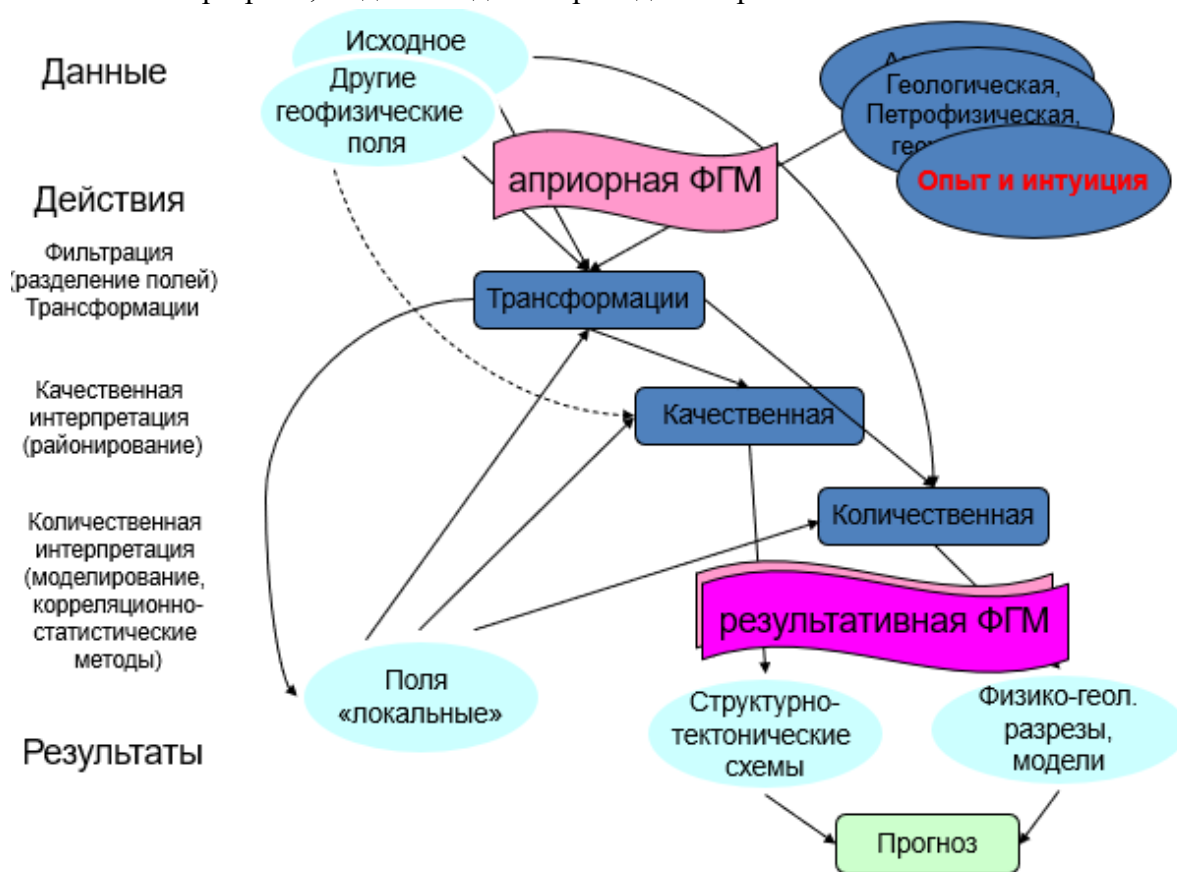 Данные
Исходное
Другие
геофизические
поля
Геологическая,
Петрофизическая,
Опыт и интуиция
априорная ФГМ
Действия
Фильтрация
(разделение полей)
Трансформации
Трансформации
Качественная
интерпретация
(районирование)
Качественная
Количественная
интерпретация
(моделирование,
корреляционно-
статистические
методы)
Количественная
результативная ФГМ
Поля
«локальные»
Структурно-
тектонические
схемы
Физико-геол.
разрезы,
модели
Результаты
Прогноз